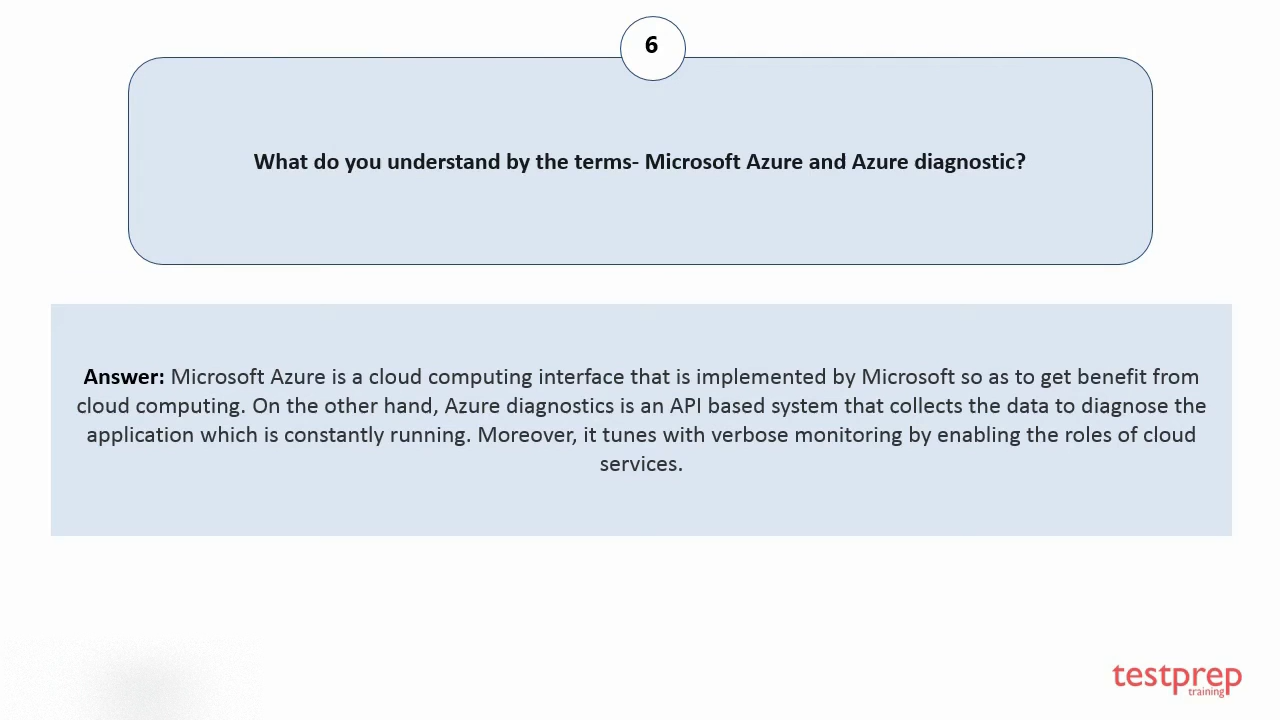 6
What do you understand by the terms- Microsoft Azure and Azure diagnostic?
Answer: Microsoft Azure is a cloud computing interface that is implemented by Microsoft so as to get benefit from
cloud computing. On the other hand, Azure diagnostics is an API based system that collects the data to diagnose the
application which is constantly running. Moreover, it tunes with verbose monitoring by enabling the roles of cloud
services.
testprep
training